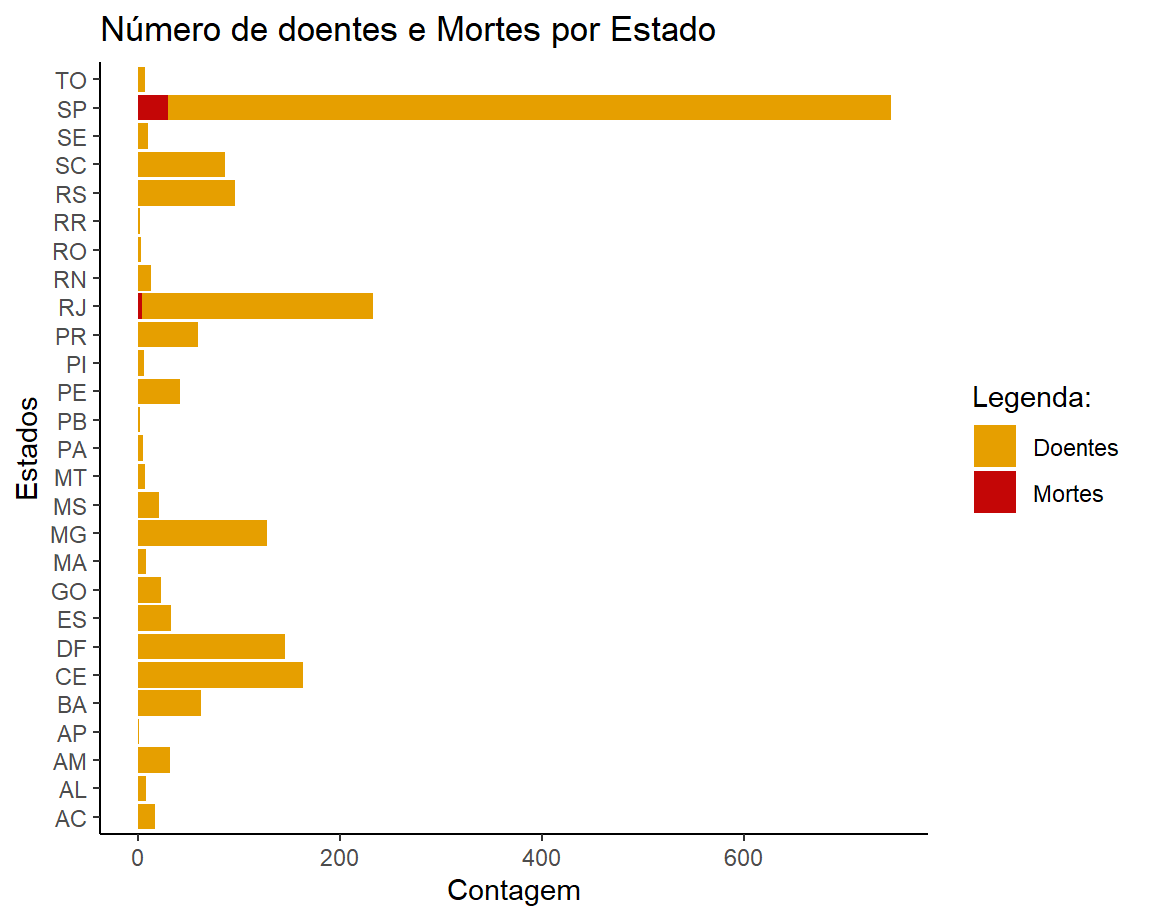 Número de doentes e Mortes por Estado
TO
SP
SE
SC
RS
RR
RO
RN
RJ
PR
PI
PE
PB
PA
MT
MS
MG
MA
GO
ES
DF
CE
BA
AP
AM
AL
AC
Estados
0 200 400 600
Contagem
Legenda:
Doentes
Mortes